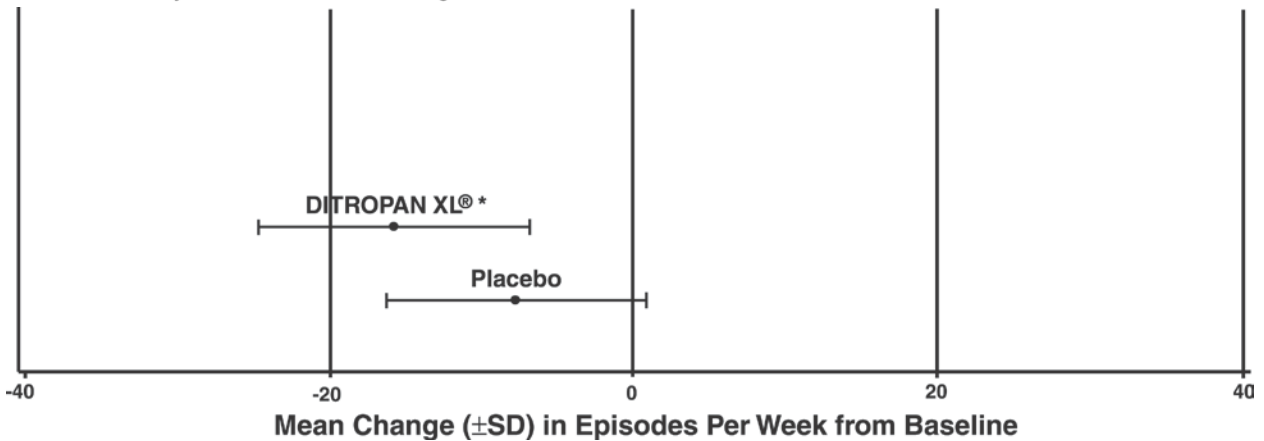 DITROPAN XL® *
Placebo
-40 -20 0 20 40
Mean Change (±SD) in Episodes Per Week from Baseline